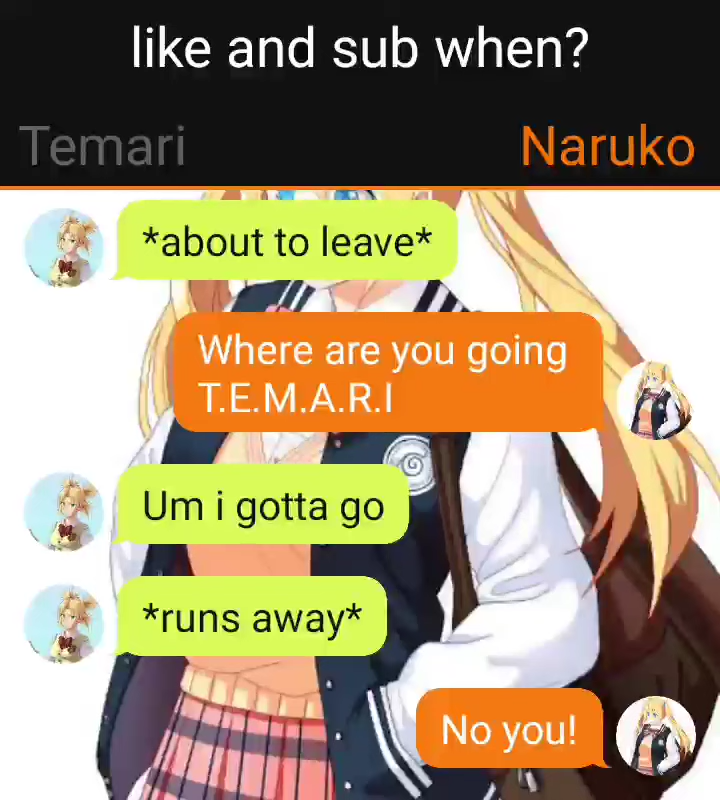 like and sub when?
Temari
Naruko
*about to leave*
Where are you going
T.E.M.A.R.I
Um i gotta go
*runs away*
No you!